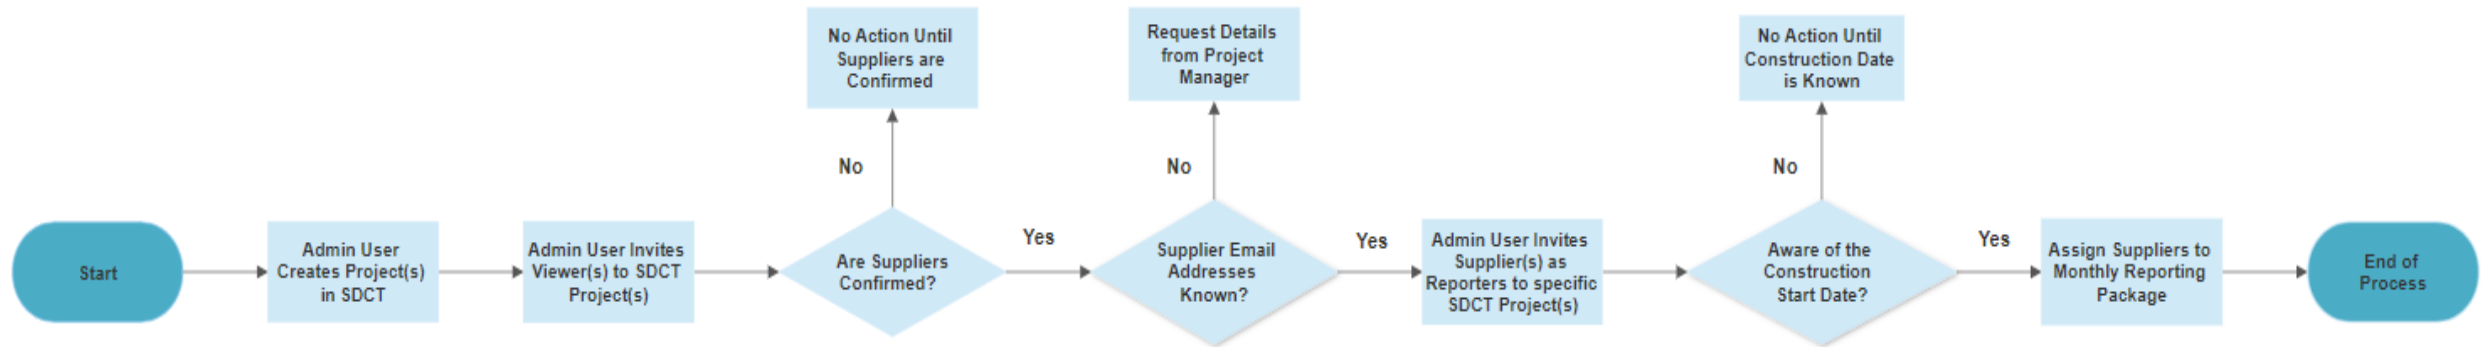 Start
Admin User
Creates Project(s)
in SDCT
Admin User Invites
Viewer(s) to SDCT
Project(s)
Are Suppliers
Confirmed?
No
No Action Until
Suppliers are
Confirmed
Yes
Supplier Email
Addresses
Known?
No
Request Details
from Project
Manager
Yes
Admin User Invites
Supplier(s) as
Reporters to specific
SDCT Project(s)
Aware of the
Construction
Start Date?
No
No Action Until
Construction Date
is Known
Yes
Assign Suppliers to
Monthly Reporting
Package
End of
Process